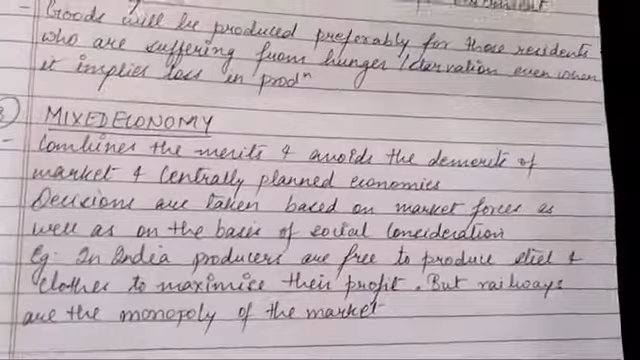 - Goods will be produced preferably for those residents
who are suffering from hunger/starvation even when
it implies loss in prodⁿ
MIXED ECONOMY
- Combines the merits & avoids the demerits of
market & Centrally planned economies
Decisions are taken based on market forces as
well as on the basis of social consideration
Eg: In India producers are free to produce steel &
clothes to maximise their profit. But railways
are the monopoly of the market